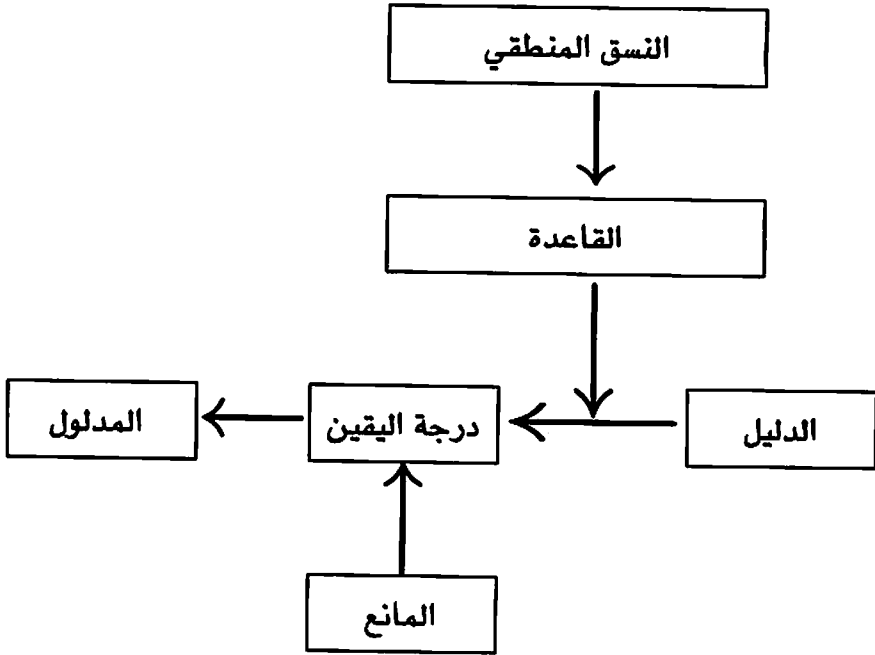 النسق المنطقي
القاعدة
الدليل
درجة اليقين
المدلول
المانع